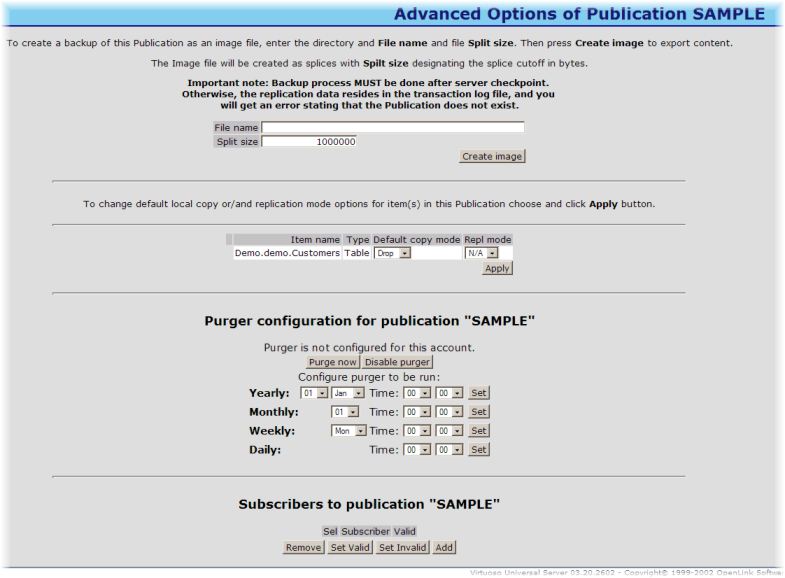 Advanced Options of Publication SAMPLE
To create a backup of this Publication as an image file, enter the directory and File name and file Split size. Then press Create image to export content.
The Image file will be created as splices with Spilt size designating the splice cutoff in bytes.
Important note: Backup process MUST be done after server checkpoint.
Otherwise, the replication data resides in the transaction log file, and you
will get an error stating that the Publication does not exist.
File name
Split size 1000000
Create image
To change default local copy or/and replication mode options for item(s) in this Publication choose and click Apply button.
Item name Type Default copy mode Repl mode
Demo.demo.Customers Table Drop N/A
Apply
Purger configuration for publication "SAMPLE"
Purger is not configured for this account.
Purge now Disable purger
Configure purger to be run:
Yearly: 01 Jan Time: 00 00 Set
Monthly: 01 Time: 00 00 Set
Weekly: Mon Time: 00 00 Set
Daily: Time: 00 00 Set
Subscribers to publication "SAMPLE"
Sel Subscriber Valid
Remove Set Valid Set Invalid Add
Virtuoso Universal Server 03.20.2602 - Copyright© 1999-2002 OpenLink Softwa